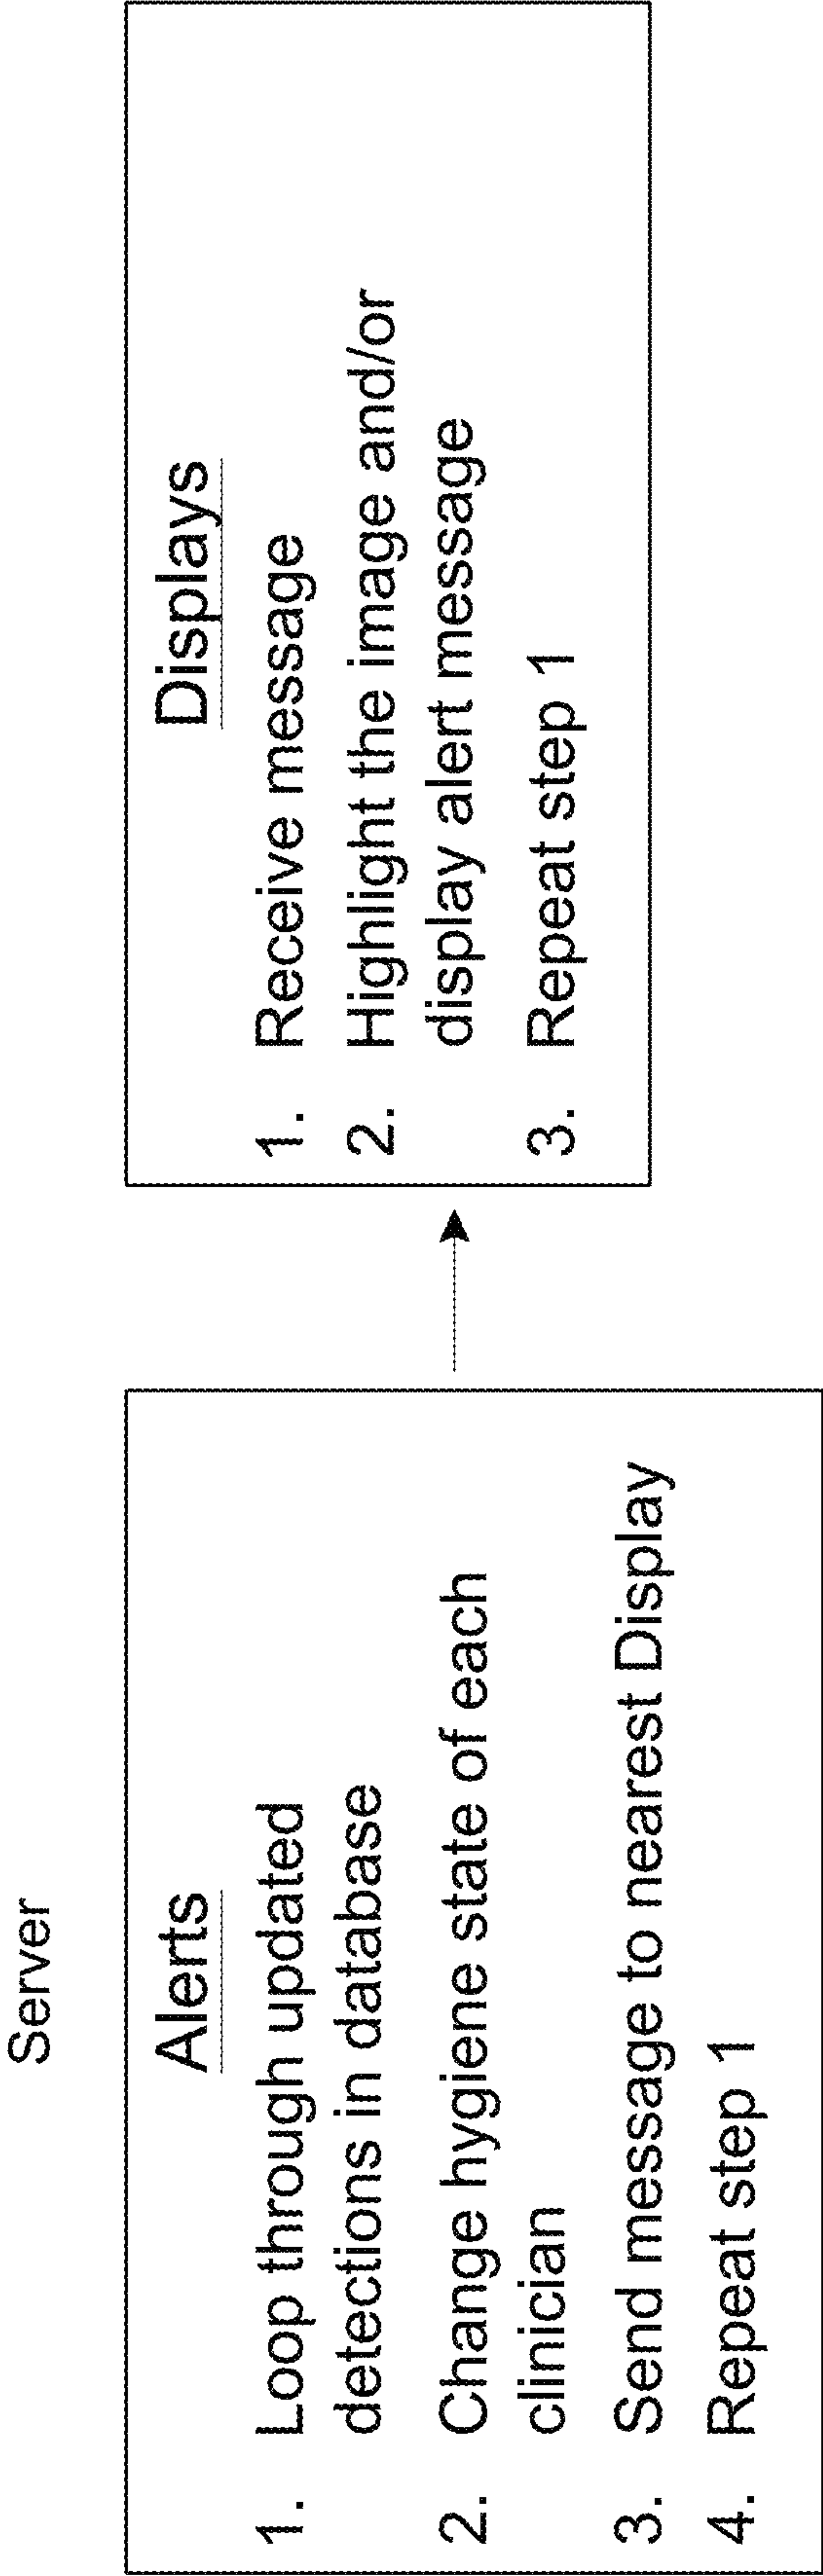 Server
Alerts
1. Loop through updated
detections in database
2. Change hygiene state of each
clinician
3. Send message to nearest Display
4. Repeat step 1
Displays
1. Receive message
2. Highlight the image and/or
display alert message
3. Repeat step 1